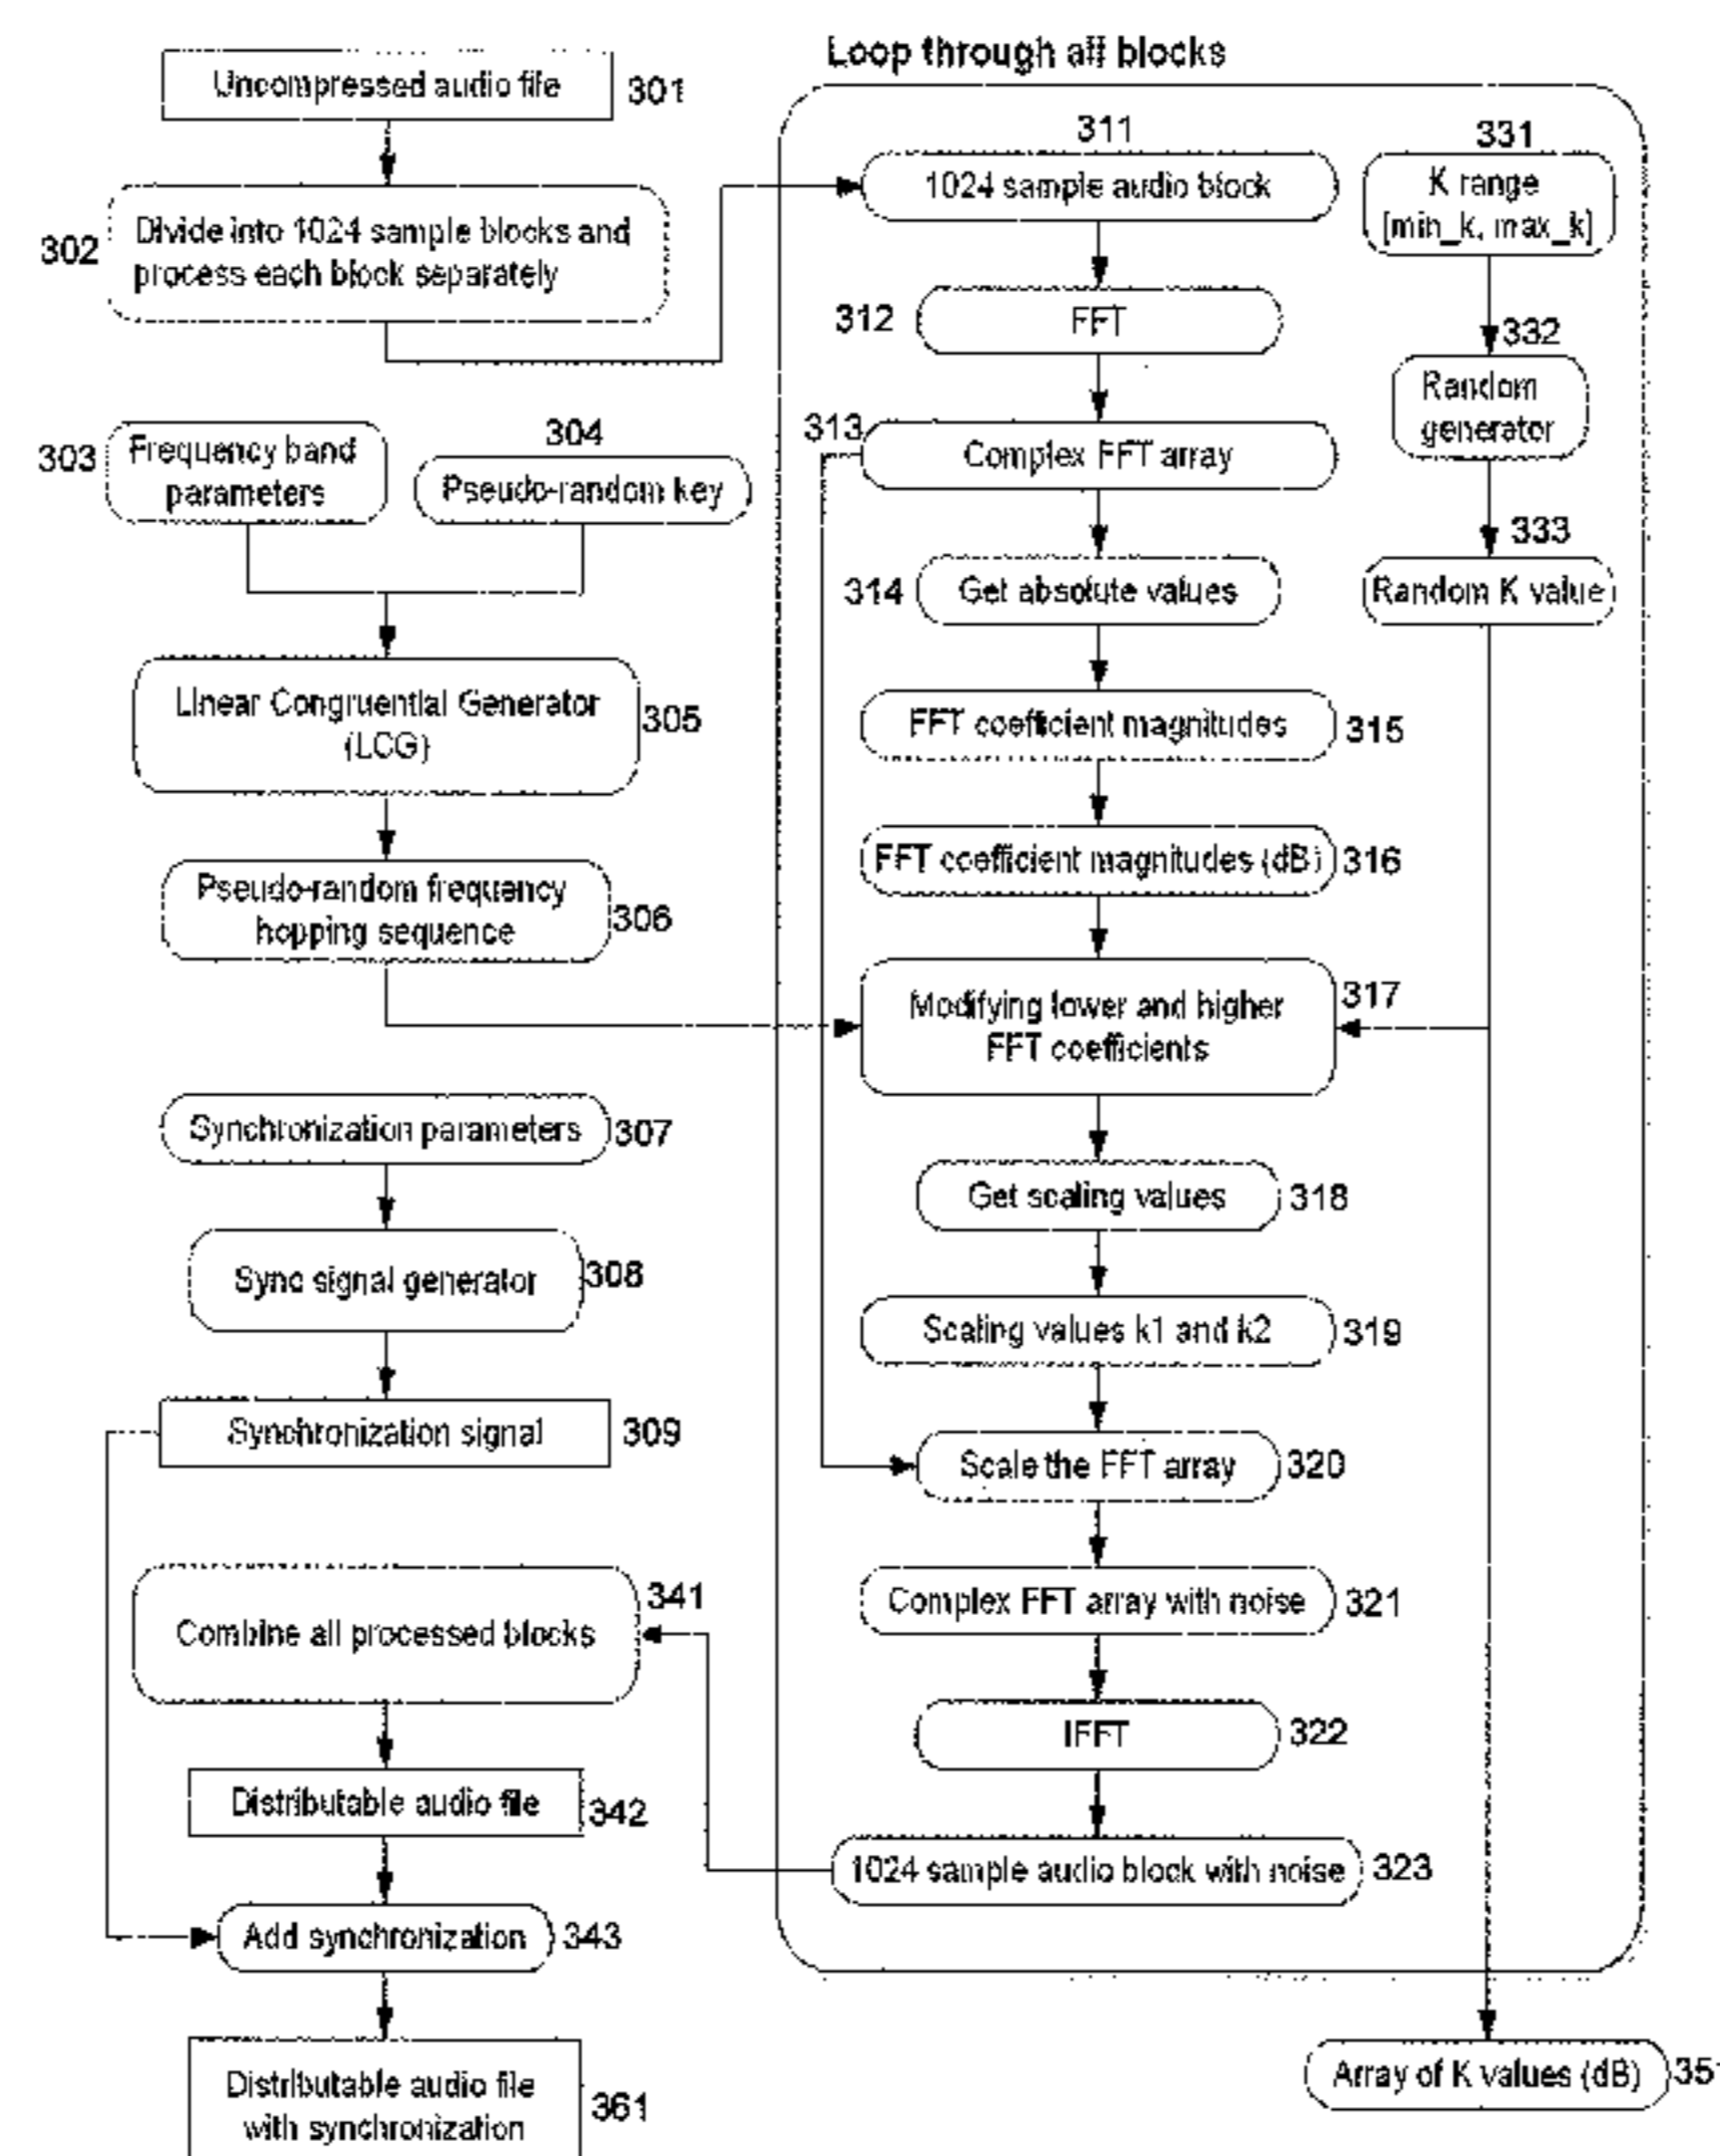 Loop through all blocks
Uncompressed audio file
301
302
Divide into 1024 sample blocks and
process each block separately
303
Frequency band
parameters
304
Pseudo-random key
Linear Congruential Generator
(LCG)
305
Pseudo-random frequency
hopping sequence
306
Synchronization parameters
307
Sync signal generator
308
Synchronization signal
309
Combine all processed blocks
341
Distributable audio file
342
Add synchronization
343
Distributable audio file
with synchronization
361
311
1024 sample audio block
312
FFT
313
Complex FFT array
314
Get absolute values
FFT coefficient magnitudes
315
FFT coefficient magnitudes (dB)
316
Modifying lower and higher
FFT coefficients
317
Get scaling values
318
Scaling values k1 and k2
319
Scale the FFT array
320
Complex FFT array with noise
321
IFFT
322
1024 sample audio block with noise
323
331
K range
[min_k, max_k]
332
Random
generator
333
Random K value
Array of K values (dB)
351